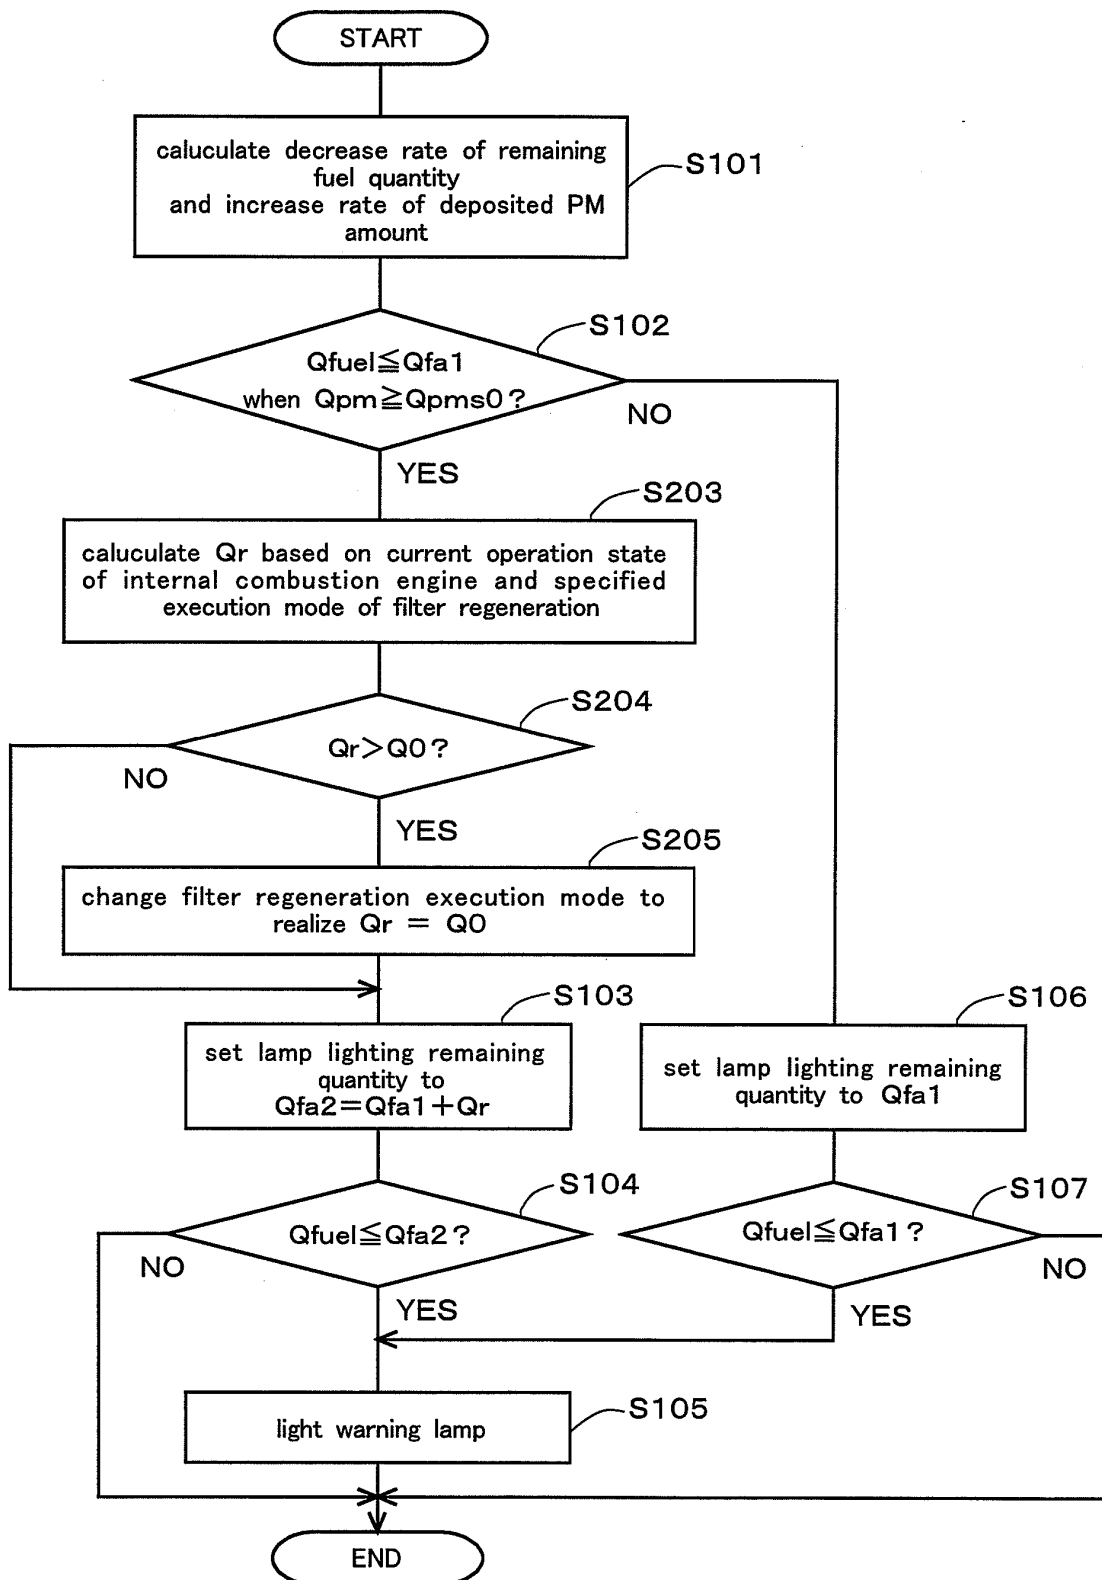 START
caluculate decrease rate of remaining
fuel quantity
and increase rate of deposited PM
amount
S101
S102
Qfuel≦Qfa1
when Qpm≧Qpms0?
NO
YES
S203
caluculate Qr based on current operation state
of internal combustion engine and specified
execution mode of filter regeneration
S204
Qr>Q0?
NO
YES
S205
change filter regeneration execution mode to
realize Qr = Q0
S103
set lamp lighting remaining
quantity to
Qfa2=Qfa1+Qr
S106
set lamp lighting remaining
quantity to Qfa1
S104
Qfuel≦Qfa2?
NO
YES
S107
Qfuel≦Qfa1?
NO
YES
S105
light warning lamp
END